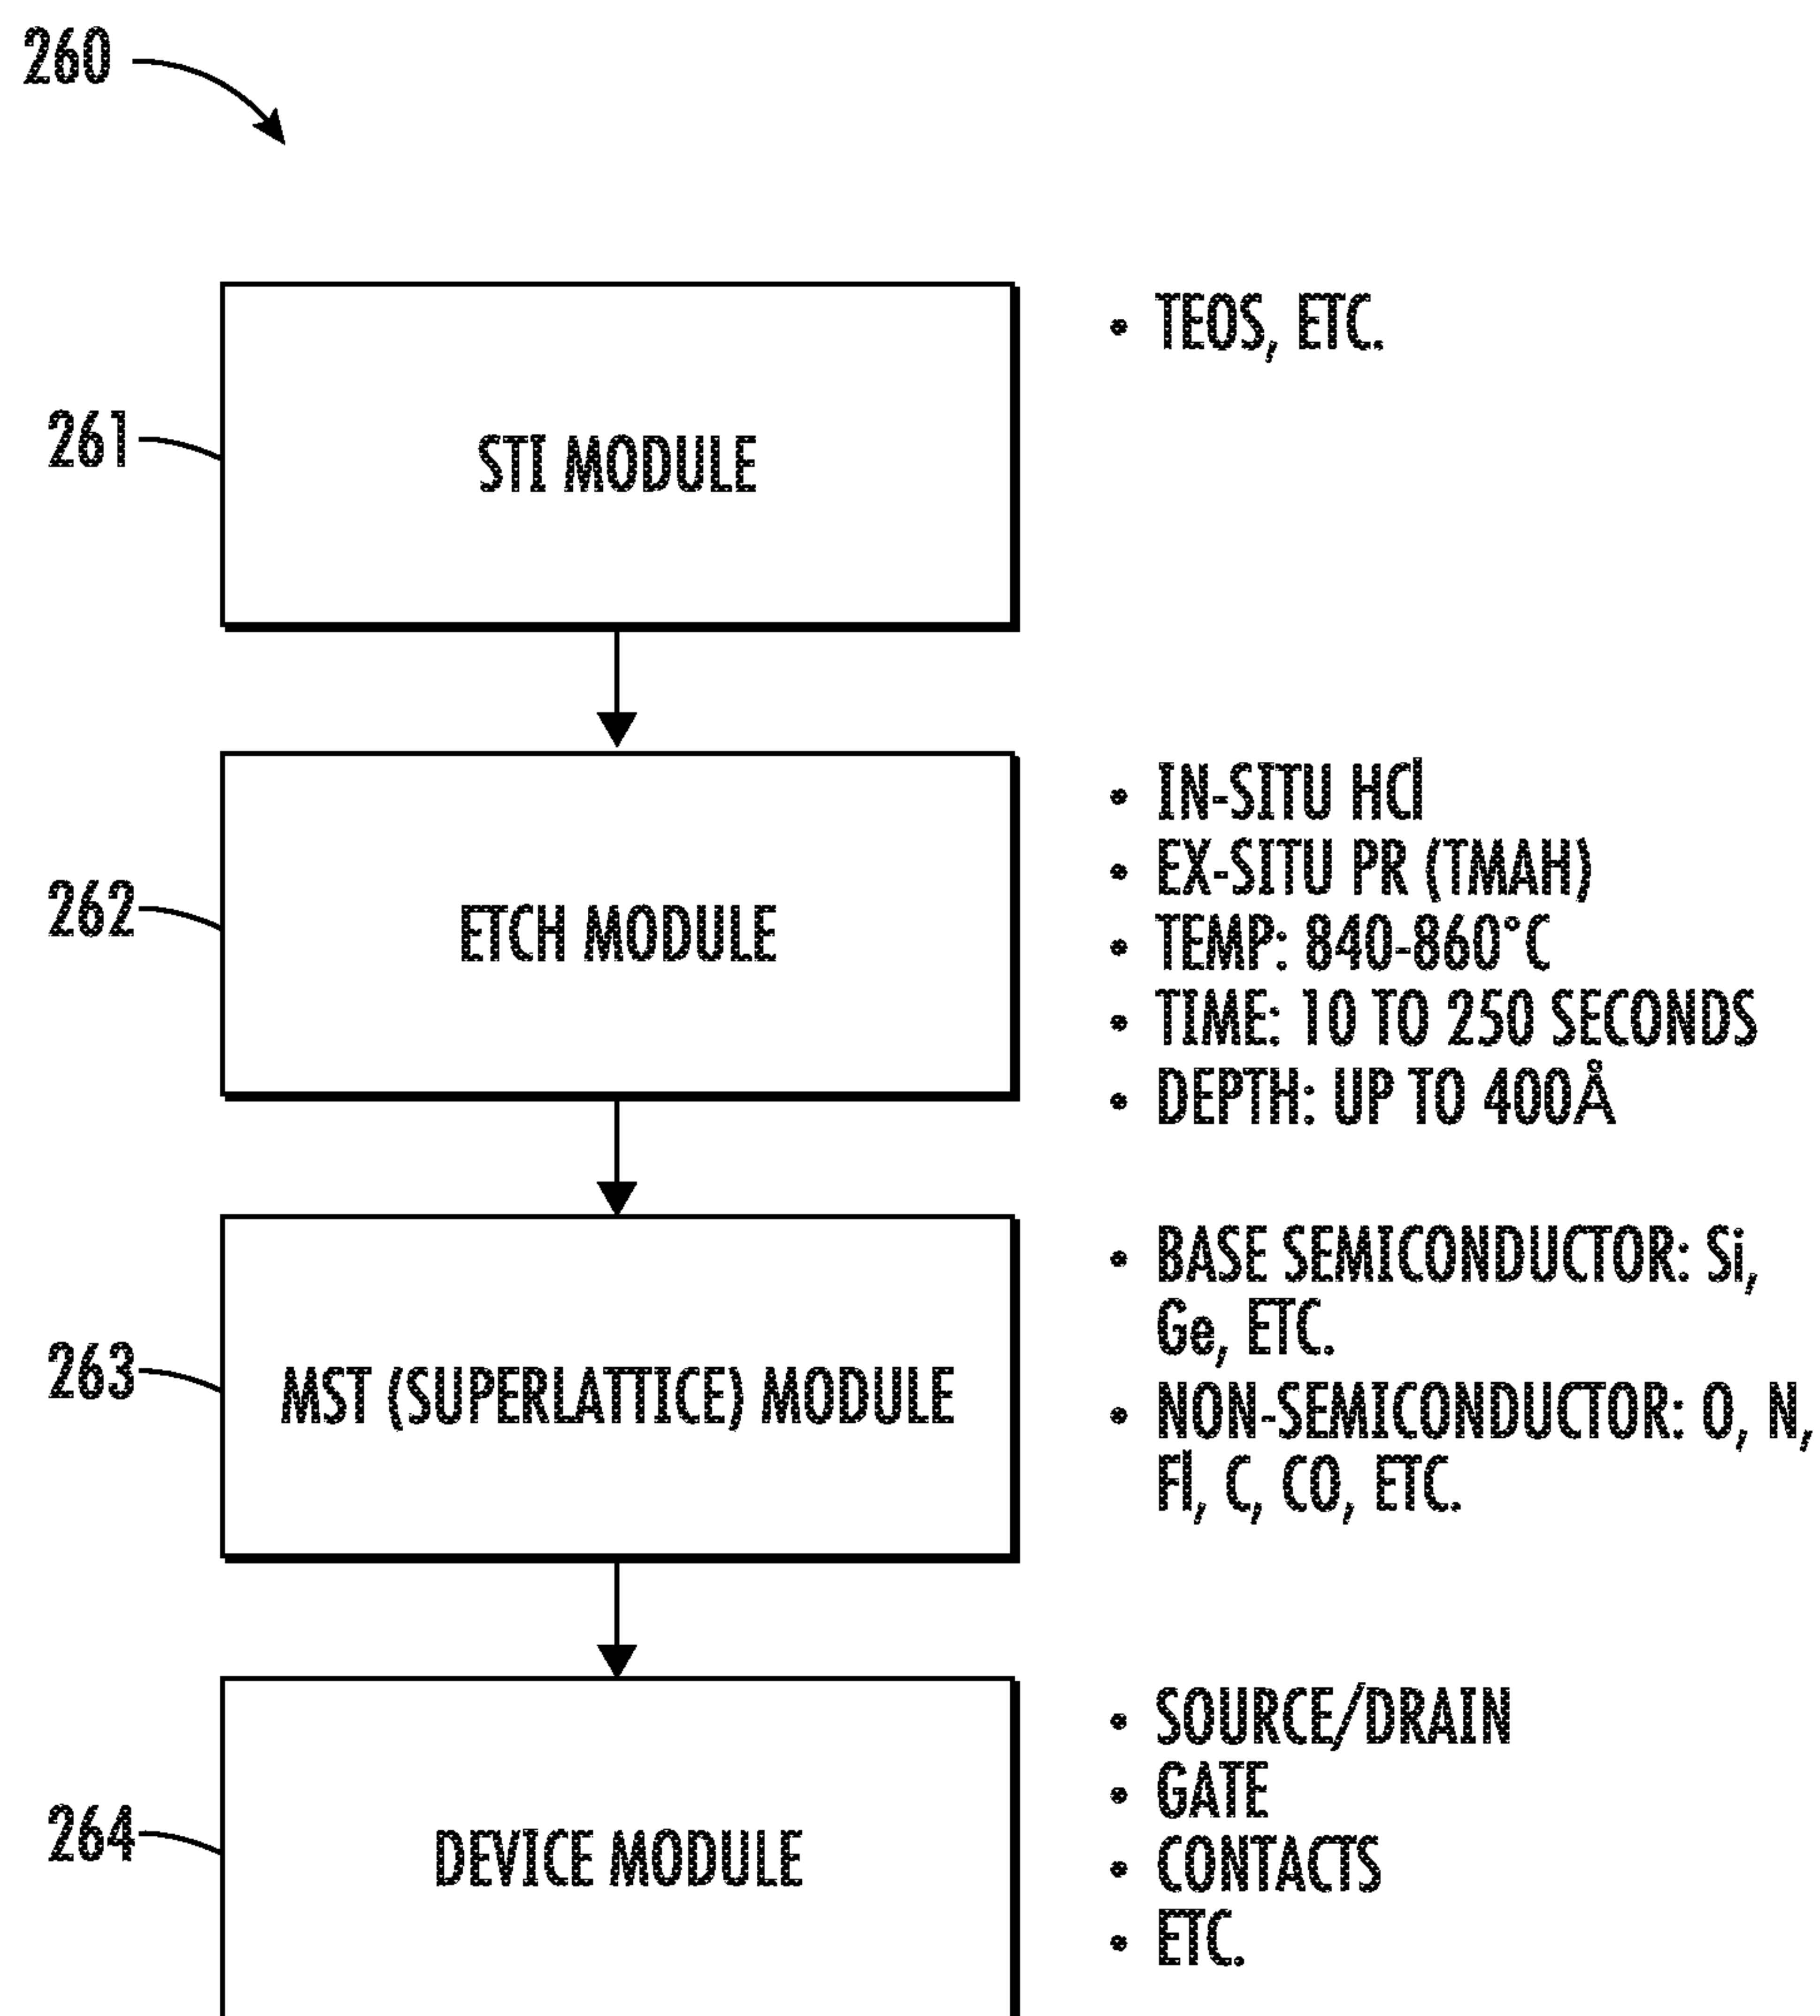 260
261
STI MODULE
• TEOS, ETC.
262
ETCH MODULE
• IN-SITU HCl
• EX-SITU PR (TMAH)
• TEMP: 840-860°C
• TIME: 10 TO 250 SECONDS
• DEPTH: UP TO 400Å
263
MST (SUPERLATTICE) MODULE
• BASE SEMICONDUCTOR: Si,
Ge, ETC.
• NON-SEMICONDUCTOR: O, N,
Fl, C, CO, ETC.
264
DEVICE MODULE
• SOURCE/DRAIN
• GATE
• CONTACTS
• ETC.